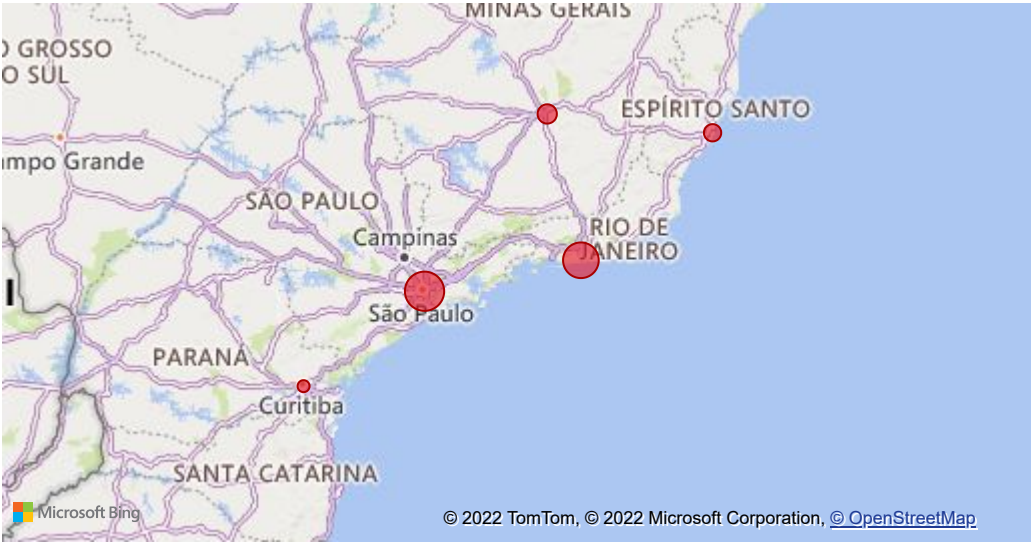 MINAS GERAIS
O GROSSO
O SUL
ESPÍRITO SANTO
ampo Grande
SÃO PAULO
RIO DE
JANEIRO
Campinas
São Paulo
PARANÁ
Curitiba
SANTA CATARINA
Microsoft Bing
© 2022 TomTom, © 2022 Microsoft Corporation, © OpenStreetMap